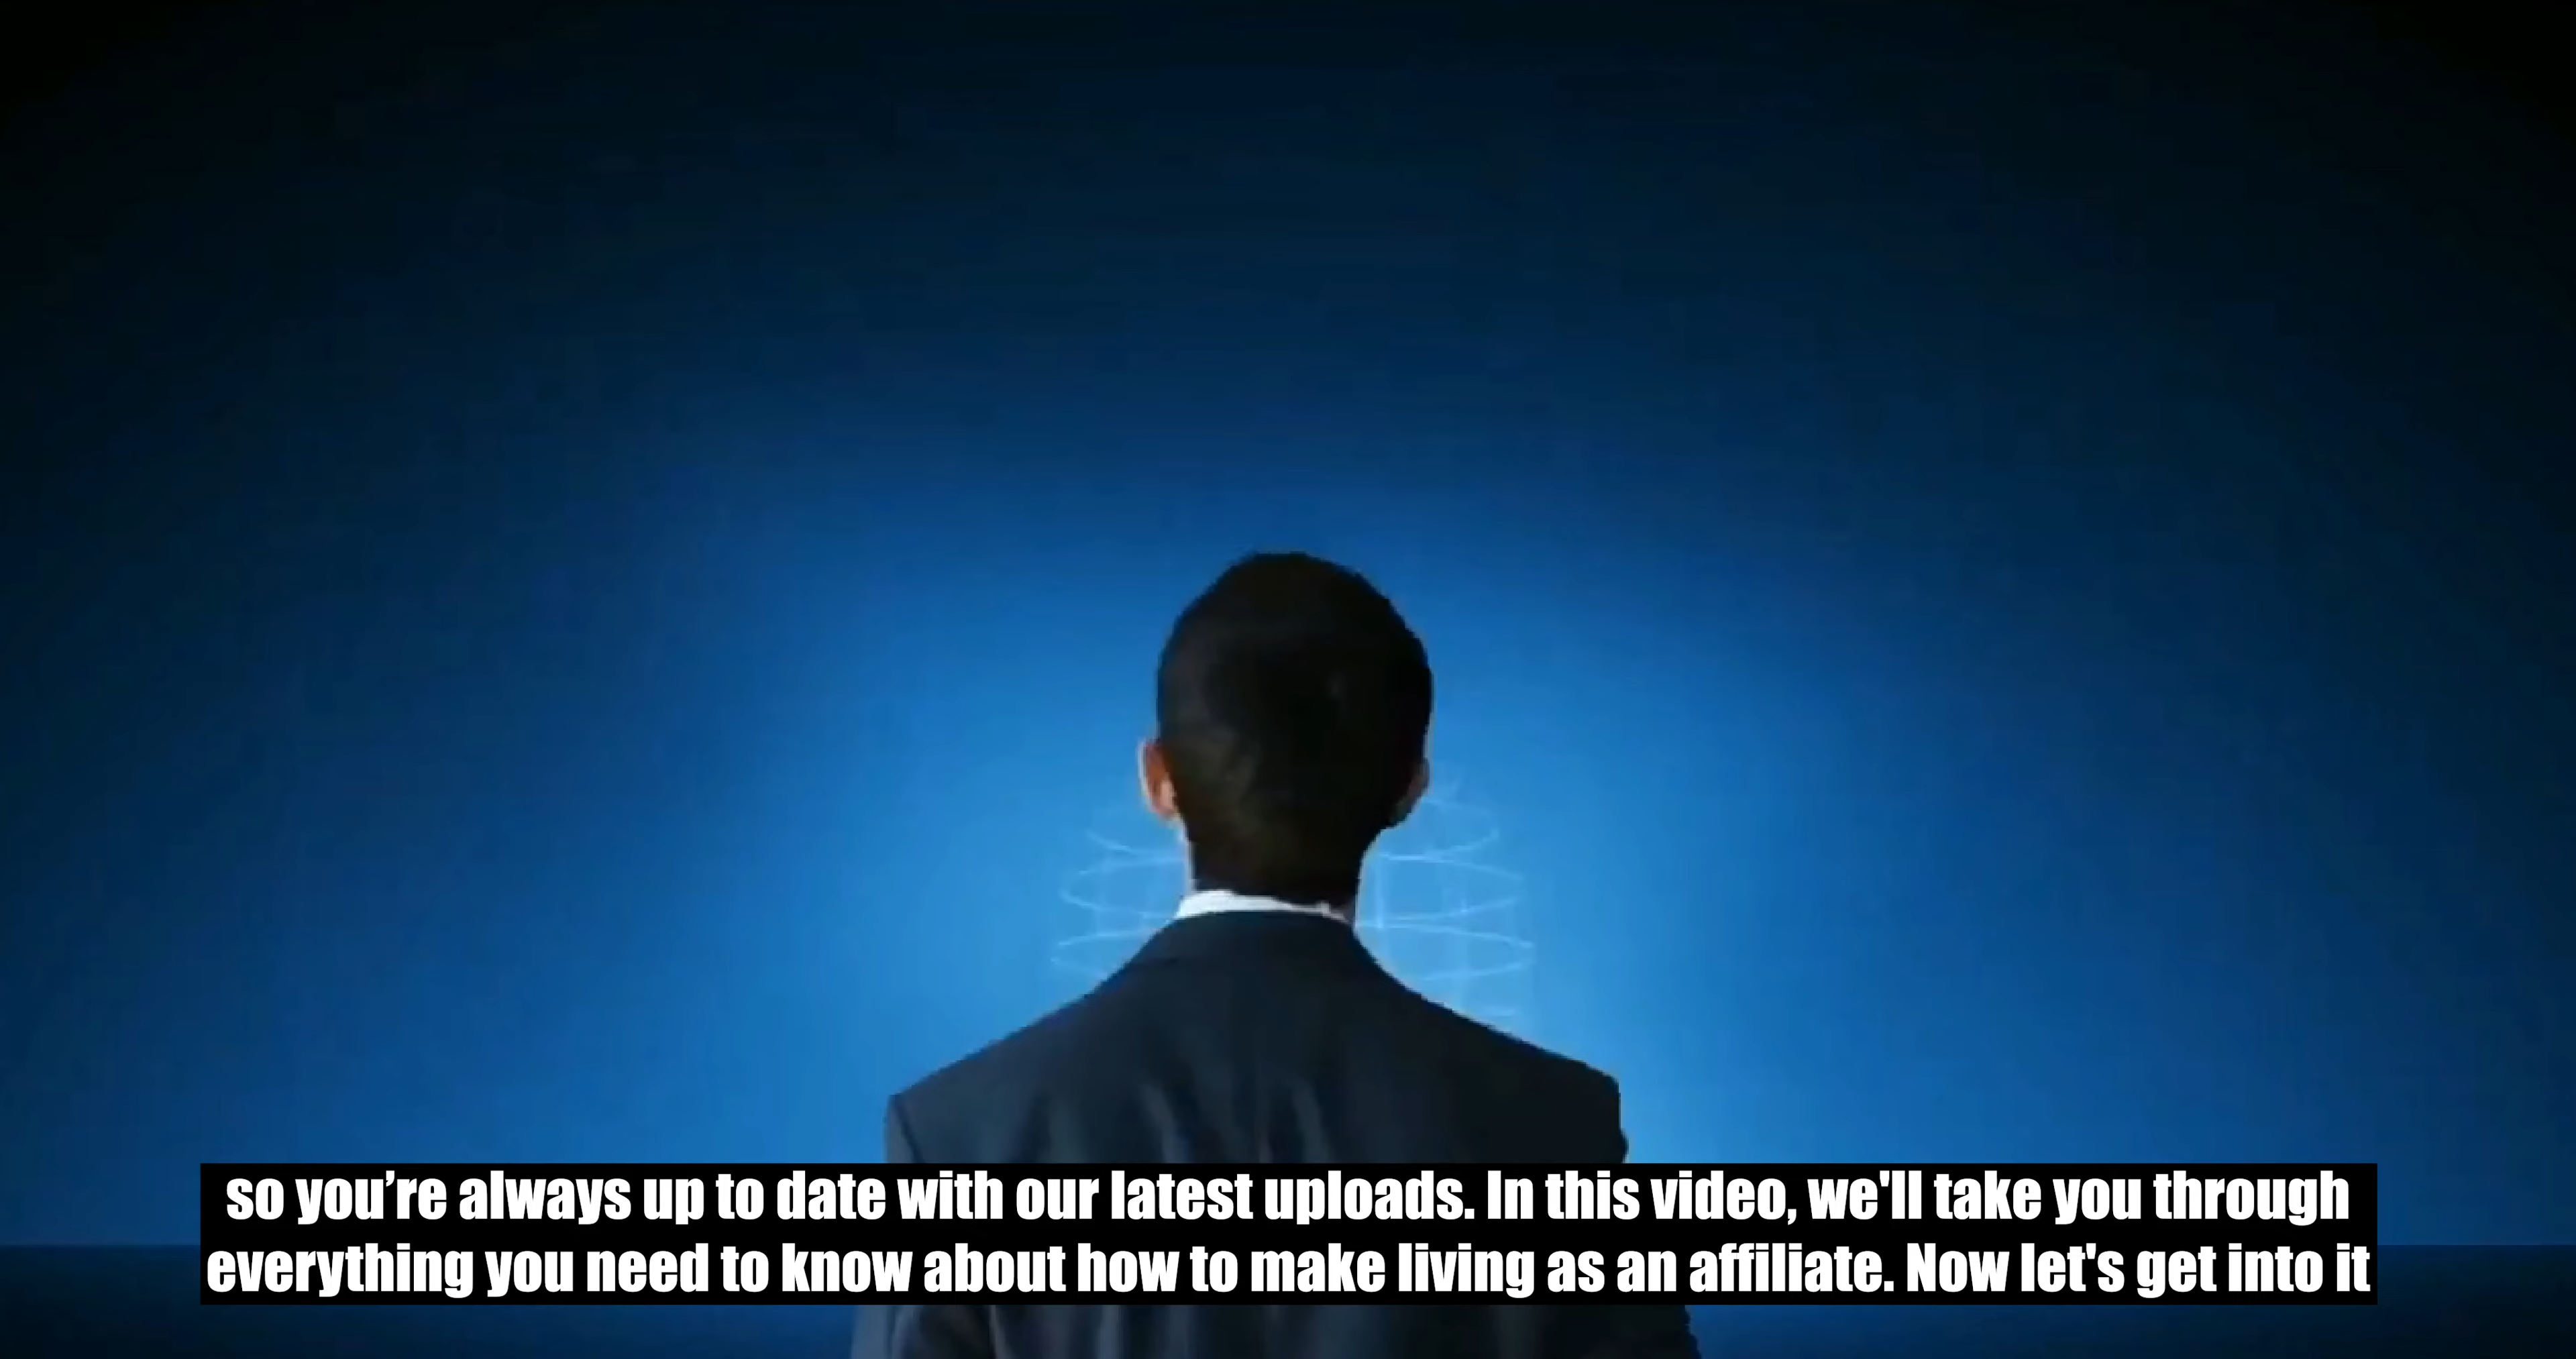 so you’re always up to date with our latest uploads. In this video, we'll take you through
everything you need to know about how to make living as an affiliate. Now let's get into it